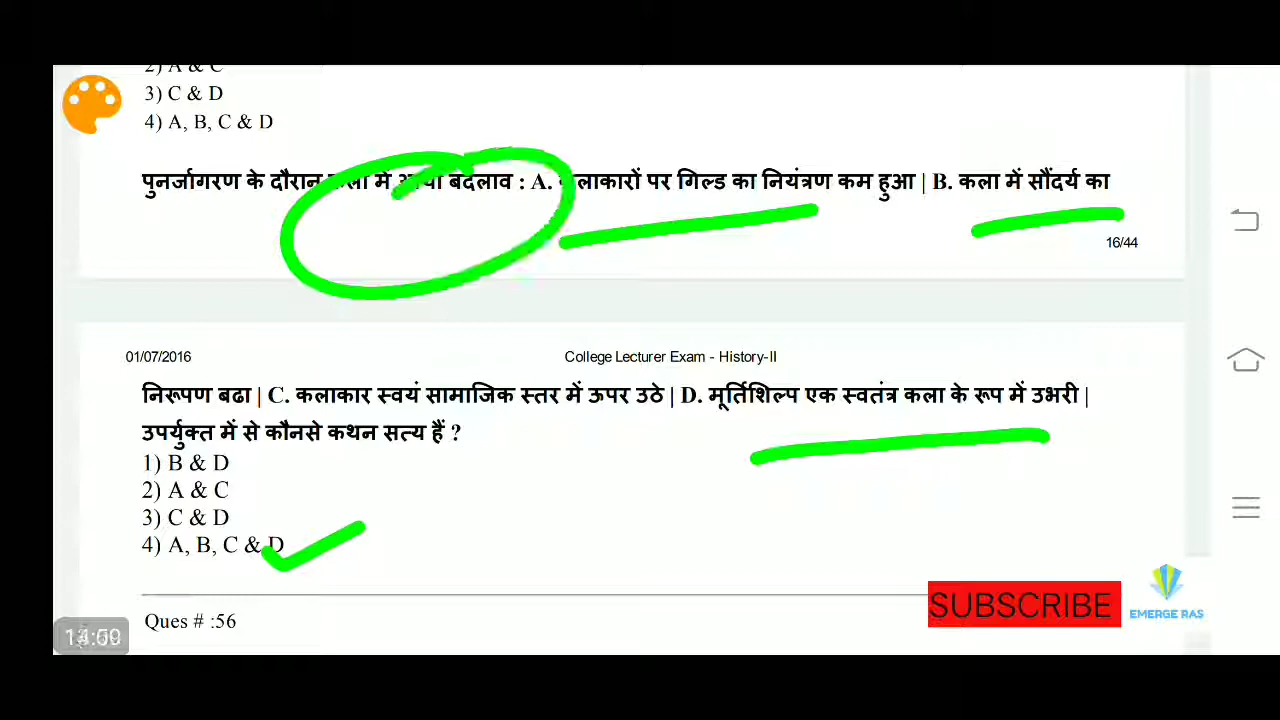 2) A & C
3) C & D
4) A, B, C & D
पुनर्जागरण के दौरान कला में आया बदलाव : A. कलाकारों पर गिल्ड का नियंत्रण कम हुआ | B. कला में सौंदर्य का
16/44
01/07/2016
College Lecturer Exam - History-II
निरूपण बढा | C. कलाकार स्वयं सामाजिक स्तर में ऊपर उठे | D. मूर्तिशिल्प एक स्वतंत्र कला के रूप में उभरी |
उपर्युक्त में से कौनसे कथन सत्य हैं ?
1) B & D
2) A & C
3) C & D
4) A, B, C & D
SUBSCRIBE
EMERGE RAS
Ques # :56